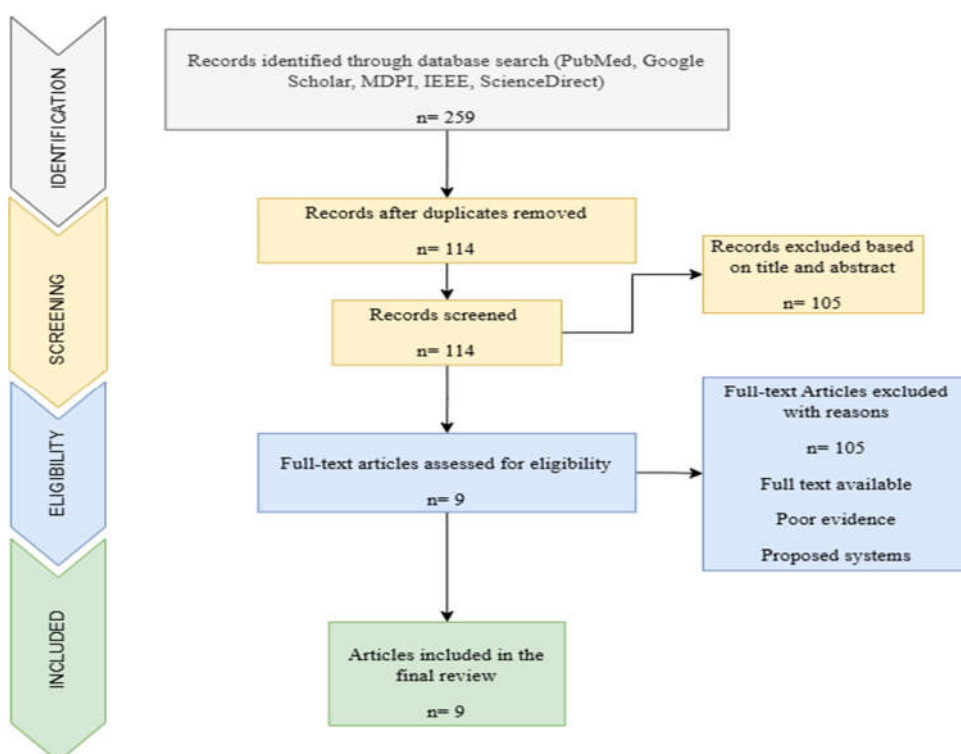 IDENTIFICATION
Records identified through database search (PubMed, Google
Scholar, MDPI, IEEE, ScienceDirect)
n= 259
SCREENING
Records after duplicates removed
n= 114
Records screened
n= 114
Records excluded based
on title and abstract
n= 105
ELIGIBILITY
Full-text articles assessed for eligibility
n= 9
Full-text Articles excluded
with reasons
n= 105
Full text available
Poor evidence
Proposed systems
INCLUDED
Articles included in the
final review
n= 9